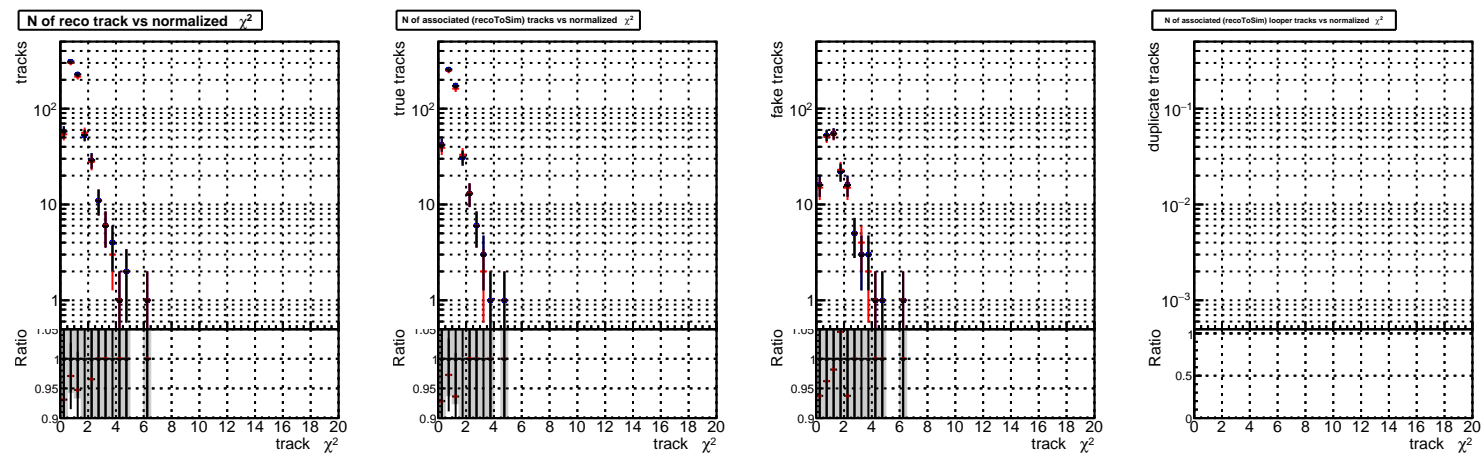 N of reco track vs normalized χ²
tracks
10²
10
1
Ratio
1.05
1
0.95
0.9
0 2 4 6 8 10 12 14 16 18 20
track χ²
N of associated (recoToSim) tracks vs normalized χ²
true tracks
10²
10
1
Ratio
1.05
1
0.95
0.9
0 2 4 6 8 10 12 14 16 18 20
track χ²
fake tracks
10²
10
1
Ratio
1.05
1
0.95
0.9
0 2 4 6 8 10 12 14 16 18 20
track χ²
N of associated (recoToSim) looper tracks vs normalized χ²
duplicate tracks
10⁻¹
10⁻²
10⁻³
Ratio
1
0.5
0
0 2 4 6 8 10 12 14 16 18 20
track χ²